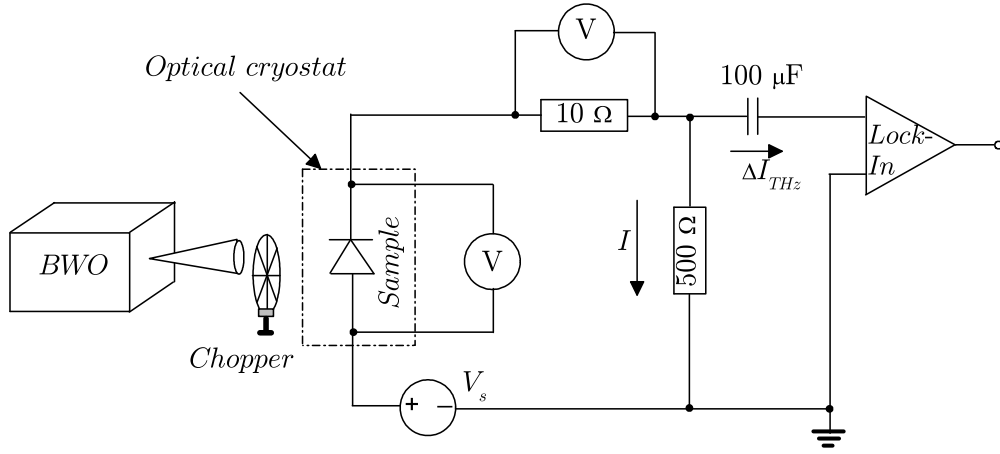 V
Optical cryostat
100 μF
10 Ω
Lock-
In
ΔI_THz
Sample
I
500 Ω
V
BWO
Chopper
V_s
+ −